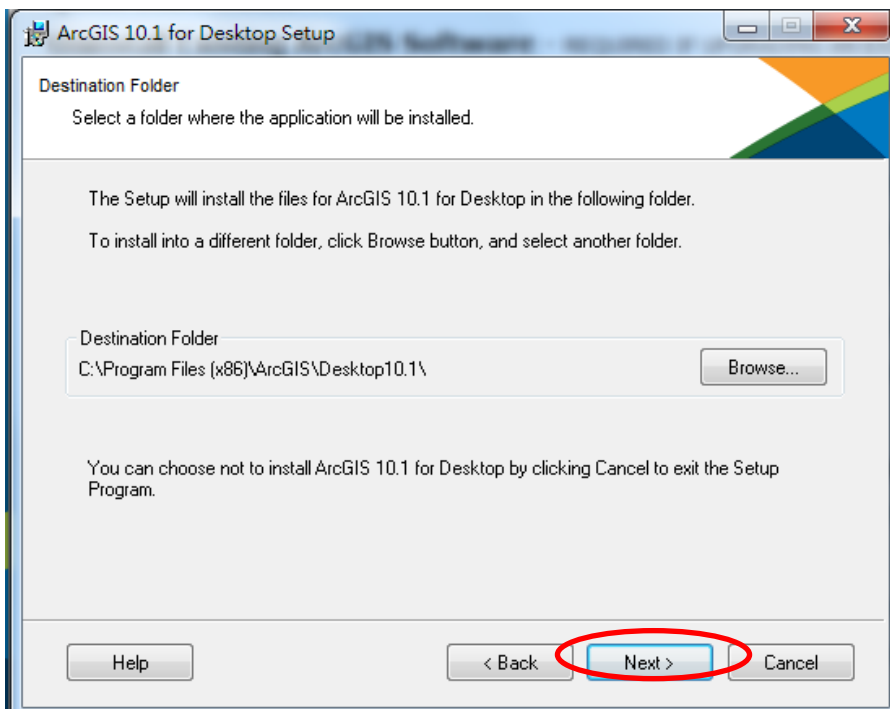 ArcGIS 10.1 for Desktop Setup
Destination Folder
Select a folder where the application will be installed.
The Setup will install the files for ArcGIS 10.1 for Desktop in the following folder.
To install into a different folder, click Browse button, and select another folder.
Destination Folder
C:\Program Files (x86)\ArcGIS\Desktop10.1\
Browse...
You can choose not to install ArcGIS 10.1 for Desktop by clicking Cancel to exit the Setup
Program.
Help
< Back
Next >
Cancel